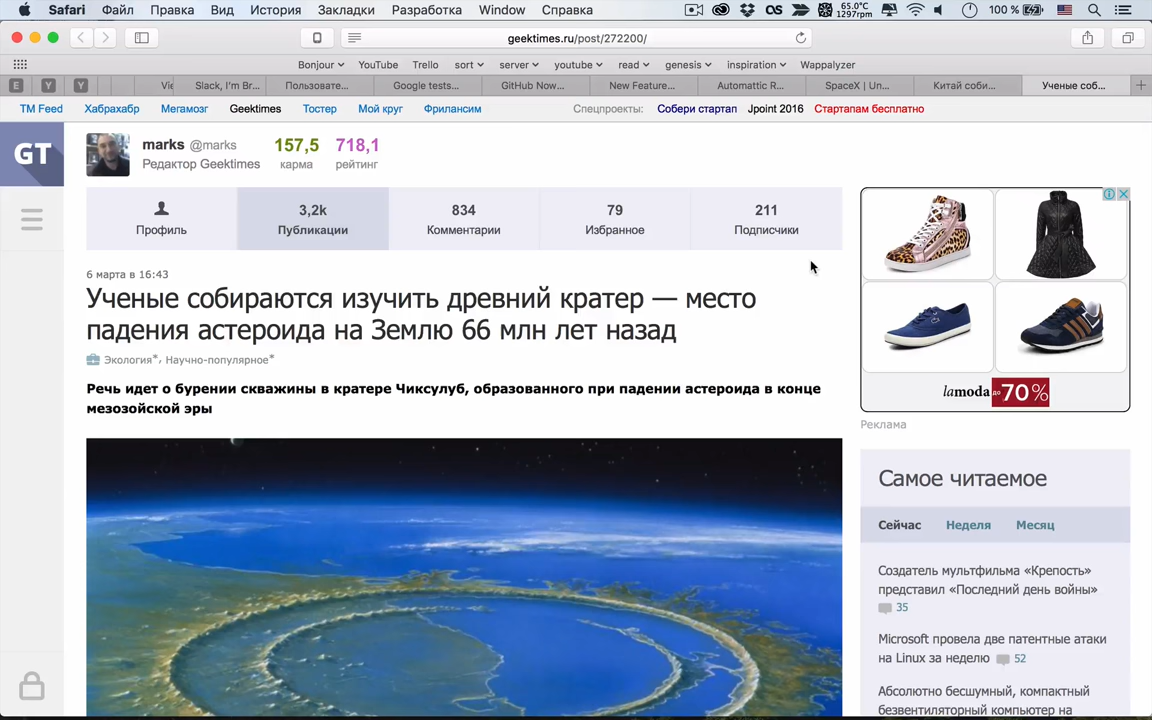 Safari Файл Правка Вид История Закладки Разработка Window Справка 65.0°C 1297rpm 100 %
geektimes.ru/post/272200/
Bonjour YouTube Trello sort server youtube read genesis inspiration Wappalyzer
E Y Y Vie Slack, I'm Br... Пользовате... Google tests... GitHub Now... New Feature... Automattic R... SpaceX | Un... Китай соби... Ученые соб...
TM Feed Хабрахабр Мегамозг Geektimes Тостер Мой круг Фрилансим Спецпроекты: Собери стартап Jpoint 2016 Стартапам бесплатно
GT
marks @marks
Редактор Geektimes
157,5
карма
718,1
рейтинг
Профиль
3,2k
Публикации
834
Комментарии
79
Избранное
211
Подписчики
6 марта в 16:43
Ученые собираются изучить древний кратер — место
падения астероида на Землю 66 млн лет назад
Экология*, Научно-популярное*
Речь идет о бурении скважины в кратере Чиксулуб, образованного при падении астероида в конце
мезозойской эры
lamoda до 70%
Реклама
Самое читаемое
Сейчас Неделя Месяц
Создатель мультфильма «Крепость»
представил «Последний день войны»
35
Microsoft провела две патентные атаки
на Linux за неделю 52
Абсолютно бесшумный, компактный
безвентиляторный компьютер на